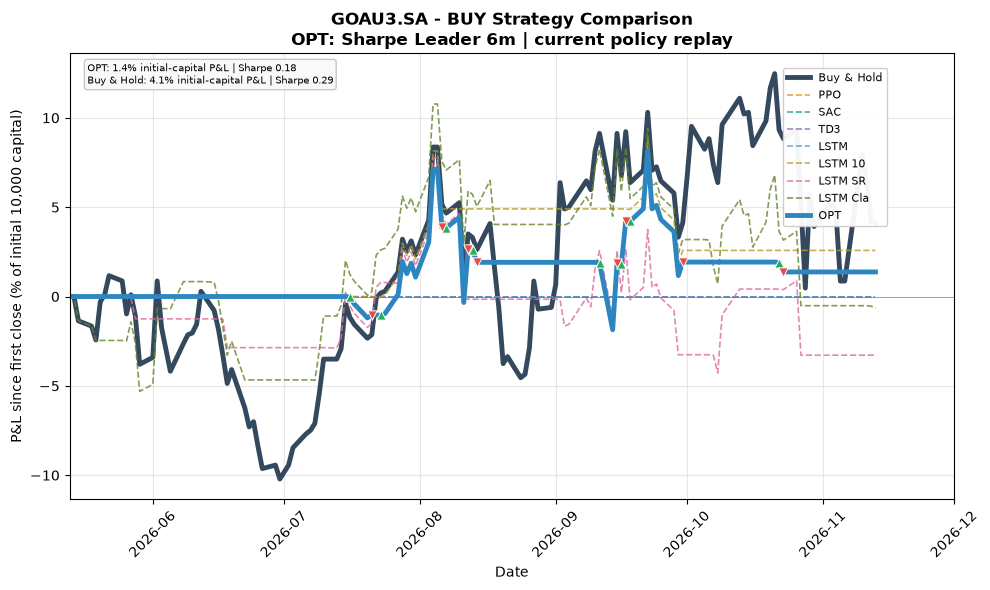 GOAU3.SA - BUY Strategy Comparison
OPT: Sharpe Leader 6m | current policy replay
OPT: 1.4% initial-capital P&L | Sharpe 0.18
Buy & Hold: 4.1% initial-capital P&L | Sharpe 0.29
Buy & Hold
PPO
SAC
TD3
LSTM
LSTM 10
LSTM SR
LSTM Cla
OPT
P&L since first close (% of initial 10,000 capital)
10
5
0
−5
−10
2026-06
2026-07
2026-08
2026-09
2026-10
2026-11
2026-12
Date